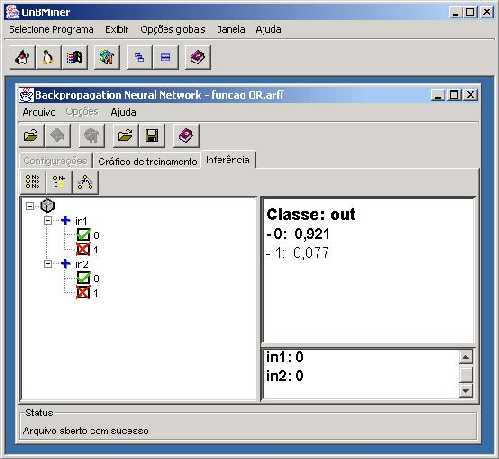 UnBMiner
Selecione Programa Exibir Opções gobais Janela Ajuda
Backpropagation Neural Network - funcao OR.arff
Arquivo Opções Ajuda
Configurações Gráfico de treinamento Inferência
in1
0
1
in2
0
1
Classe: out
- 0: 0,921
- 1: 0,077
in1: 0
in2: 0
Status
Arquivo aberto com sucesso